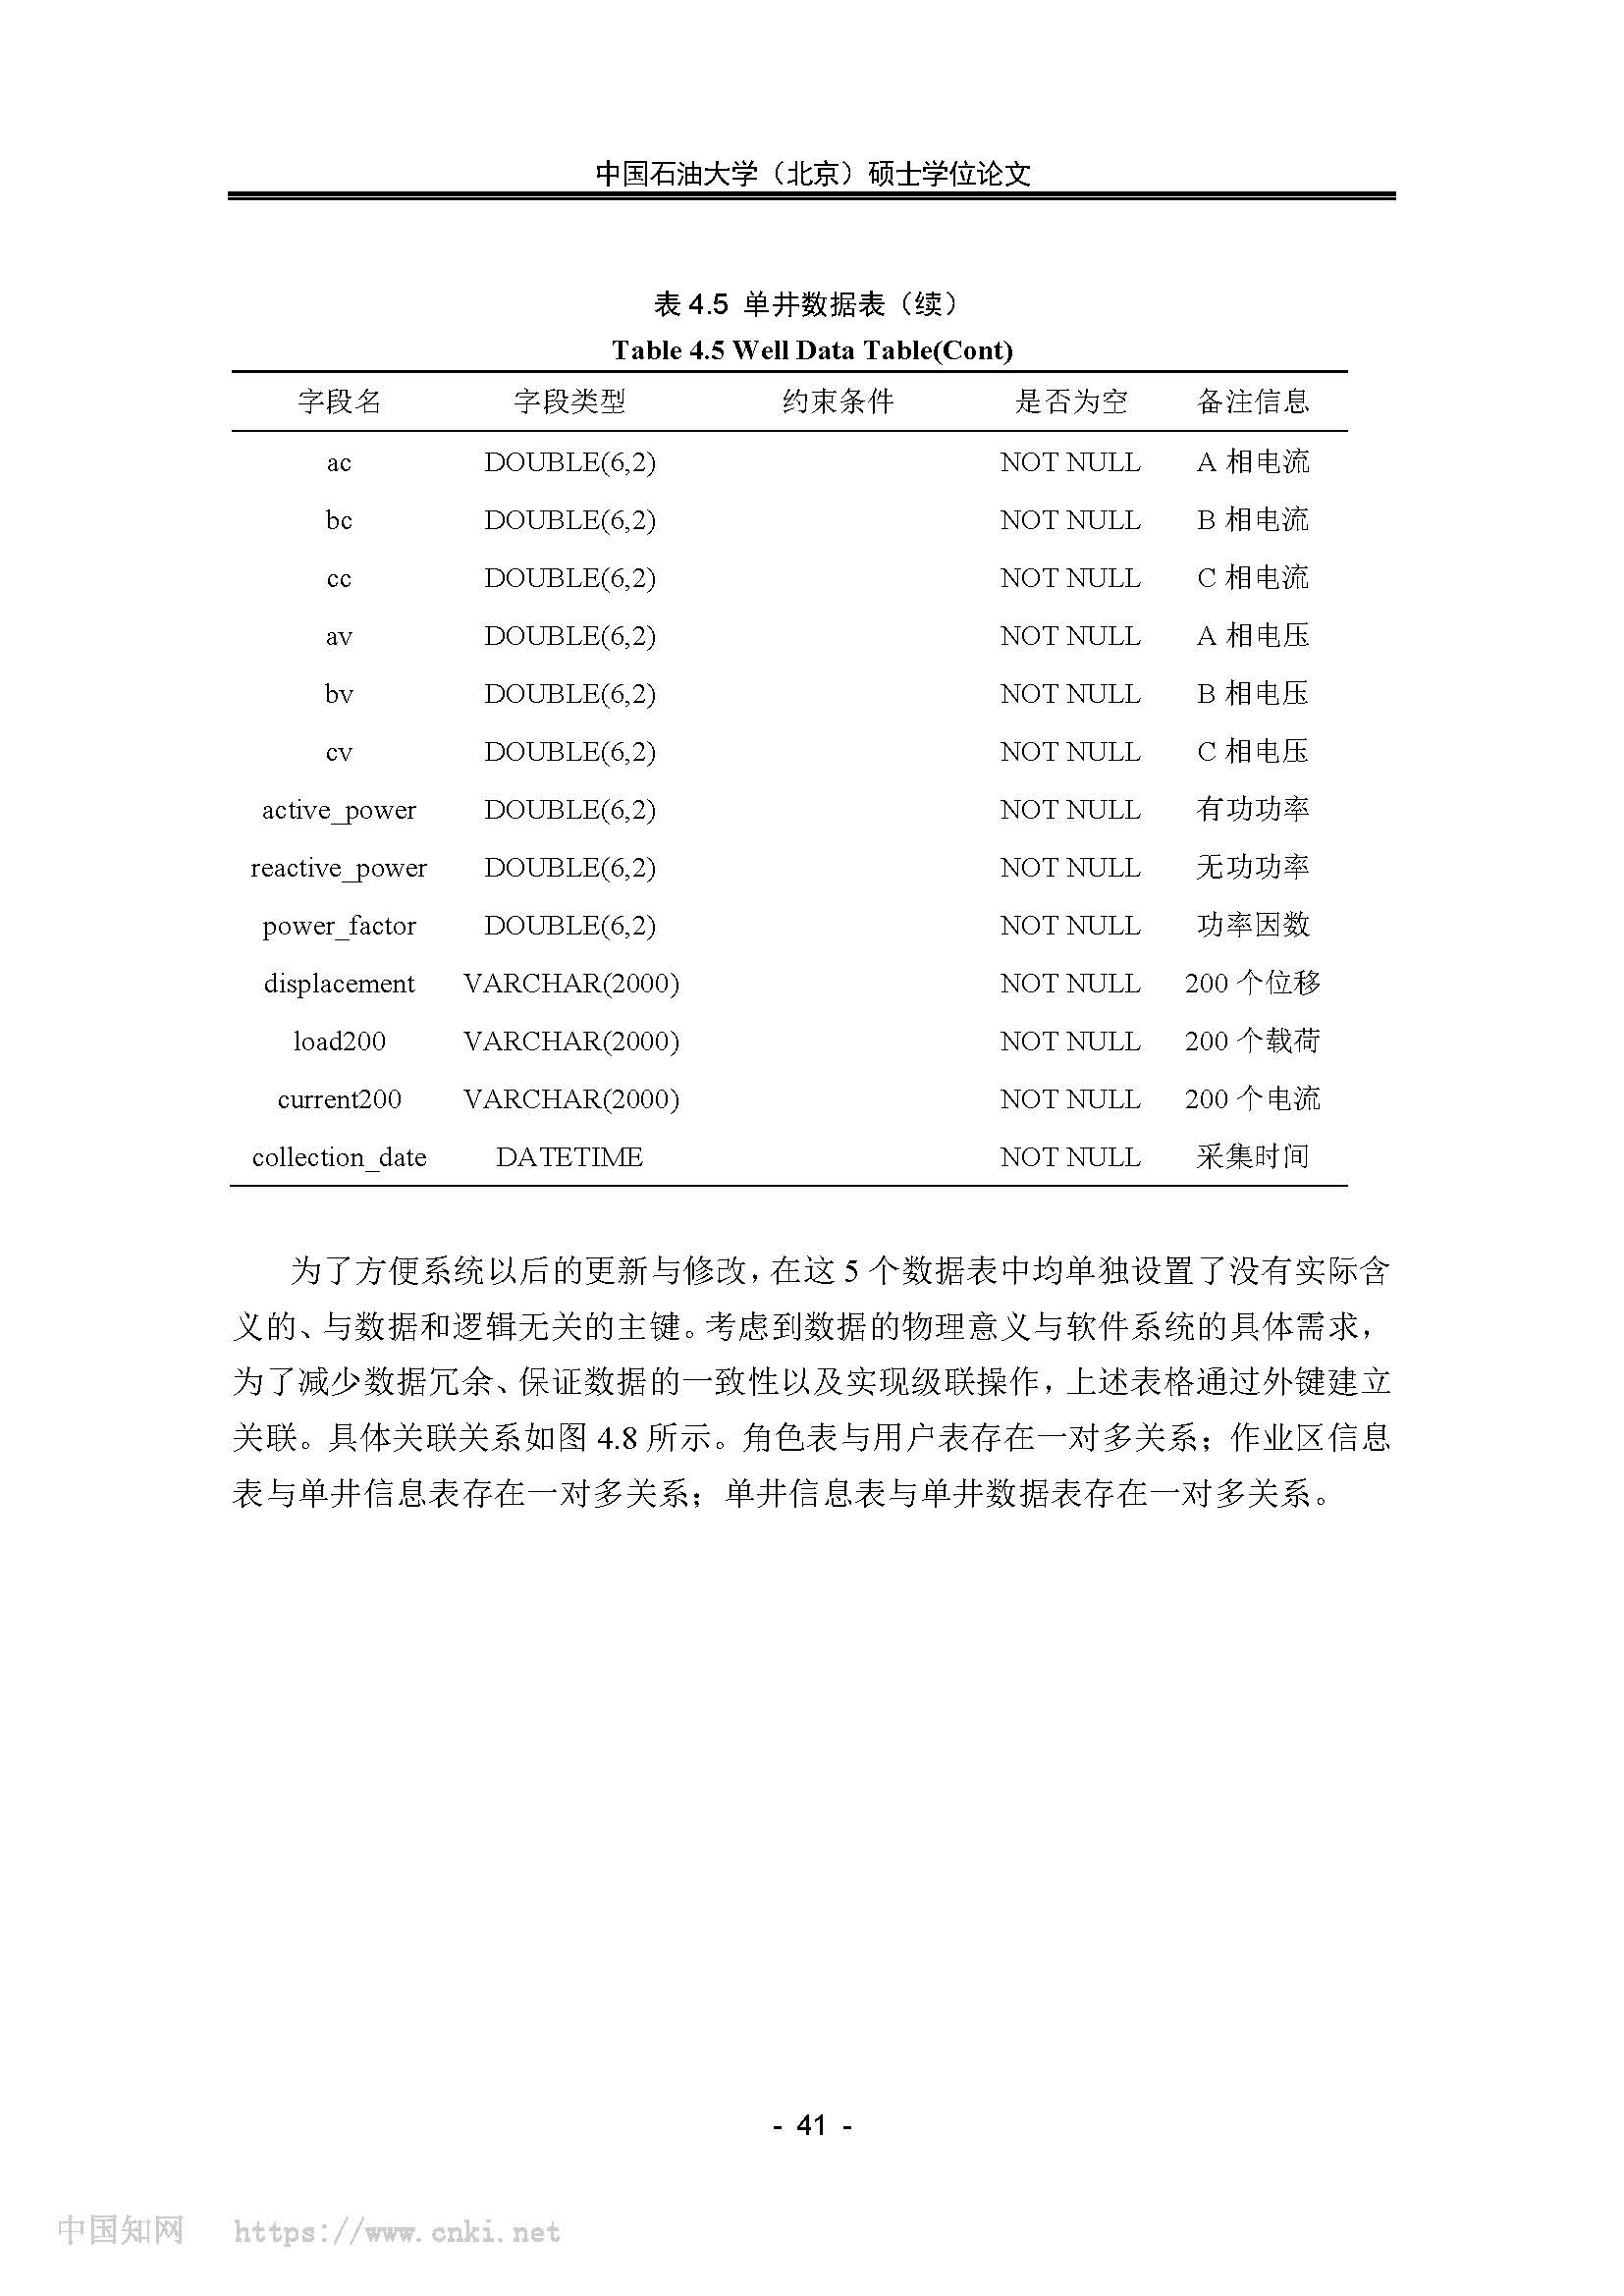 中国石油大学（北京）硕士学位论文
表 4.5 单井数据表（续）
Table 4.5 Well Data Table(Cont)
字段名 字段类型 约束条件 是否为空 备注信息
ac DOUBLE(6,2) NOT NULL A 相电流
bc DOUBLE(6,2) NOT NULL B 相电流
cc DOUBLE(6,2) NOT NULL C 相电流
av DOUBLE(6,2) NOT NULL A 相电压
bv DOUBLE(6,2) NOT NULL B 相电压
cv DOUBLE(6,2) NOT NULL C 相电压
active_power DOUBLE(6,2) NOT NULL 有功功率
reactive_power DOUBLE(6,2) NOT NULL 无功功率
power_factor DOUBLE(6,2) NOT NULL 功率因数
displacement VARCHAR(2000) NOT NULL 200 个位移
load200 VARCHAR(2000) NOT NULL 200 个载荷
current200 VARCHAR(2000) NOT NULL 200 个电流
collection_date DATETIME NOT NULL 采集时间
为了方便系统以后的更新与修改，在这 5 个数据表中均单独设置了没有实际含
义的、与数据和逻辑无关的主键。考虑到数据的物理意义与软件系统的具体需求，
为了减少数据冗余、保证数据的一致性以及实现级联操作，上述表格通过外键建立
关联。具体关联关系如图 4.8 所示。角色表与用户表存在一对多关系；作业区信息
表与单井信息表存在一对多关系；单井信息表与单井数据表存在一对多关系。
- 41 -
中国知网 https://www.cnki.net